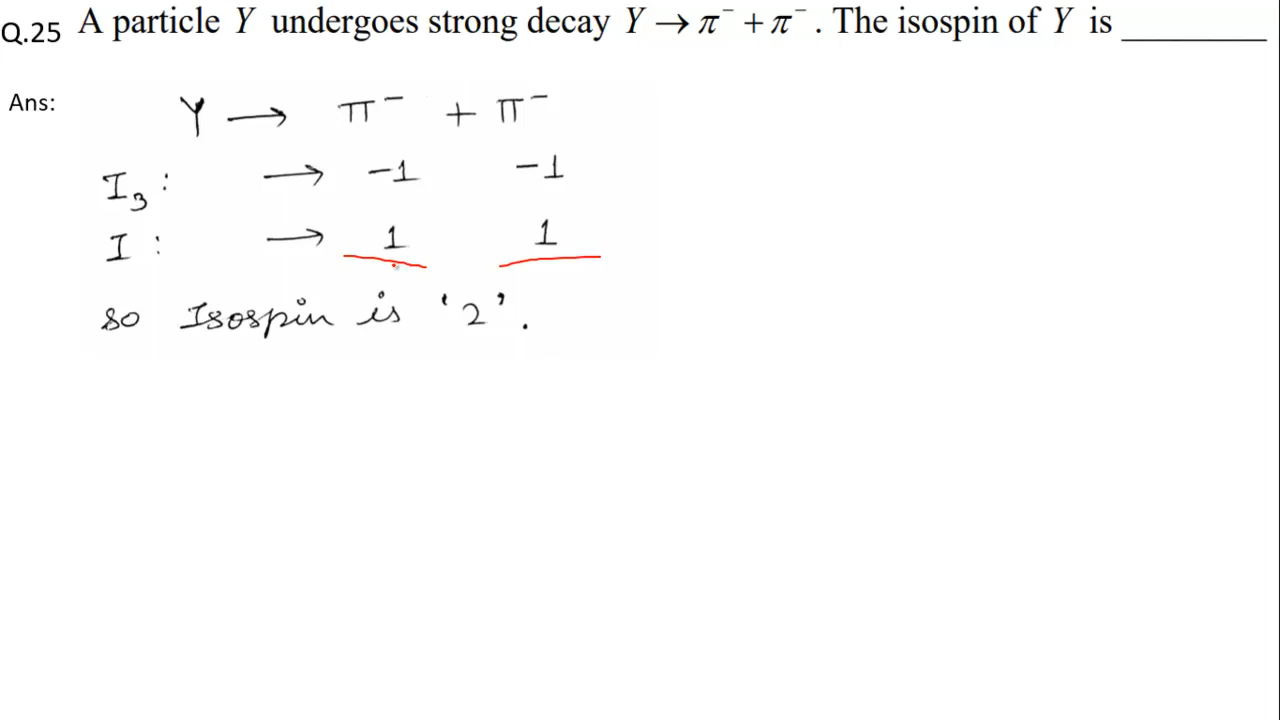 Q.25 A particle Y undergoes strong decay Y → π⁻ + π⁻. The isospin of Y is __________
Ans:
Y → π⁻ + π⁻
I₃ : → -1 -1
I : → 1 1
so Isospin is '2'.